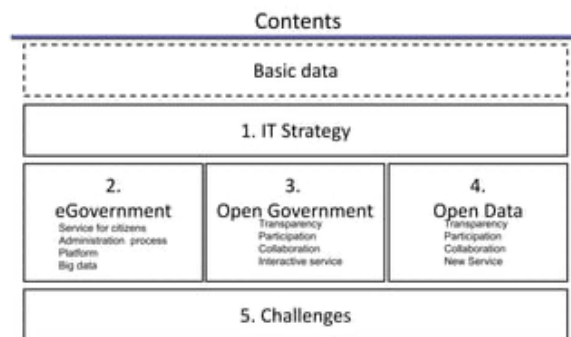 Contents
Basic data
1. IT Strategy
2.
eGovernment
Service for citizens
Administration process
Platform
Big data
3.
Open Government
Transparency
Participation
Collaboration
Interactive service
4.
Open Data
Transparency
Participation
Collaboration
New Service
5. Challenges